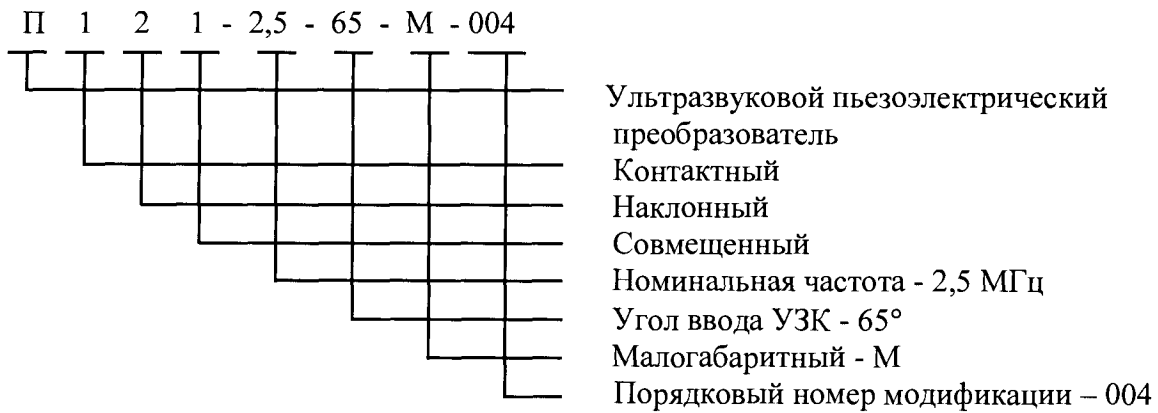 П 1 2 1 - 2,5 - 65 - М - 004
Ультразвуковой пьезоэлектрический
преобразователь
Контактный
Наклонный
Совмещенный
Номинальная частота - 2,5 МГц
Угол ввода УЗК - 65°
Малогабаритный - М
Порядковый номер модификации – 004